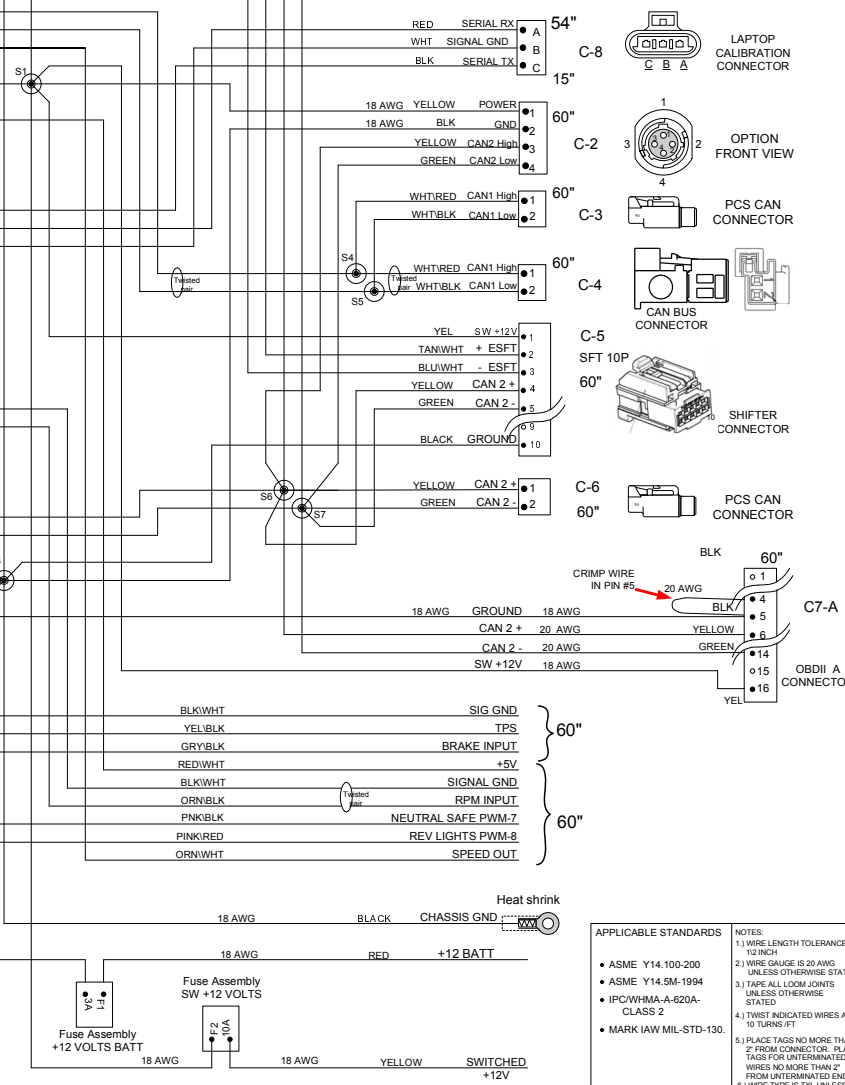 RED SERIAL RX A 54"
WHT SIGNAL GND B C-8
BLK SERIAL TX C
15"
C B A
LAPTOP
CALIBRATION
CONNECTOR
S1
18 AWG YELLOW POWER 1 60"
18 AWG BLK GND 2
YELLOW CAN2 High 3 C-2
GREEN CAN2 Low 4
1
3 2
4
OPTION
FRONT VIEW
WHT\RED CAN1 High 1 60"
WHT\BLK CAN1 Low 2 C-3
PCS CAN
CONNECTOR
S4
Twisted
pair
Twisted
pair
WHT\RED CAN1 High 1 60"
WHT\BLK CAN1 Low 2 C-4
S5
CAN BUS
CONNECTOR
YEL SW +12V 1 C-5
TAN\WHT + ESFT 2 SFT 10P
BLU\WHT - ESFT 3
YELLOW CAN 2 + 4 60"
GREEN CAN 2 - 5
9
BLACK GROUND 10
10
SHIFTER
CONNECTOR
S6
S7
YELLOW CAN 2 + 1 C-6
GREEN CAN 2 - 2 60"
PCS CAN
CONNECTOR
BLK 60"
CRIMP WIRE
IN PIN #5
20 AWG
1
4
BLK
C7-A
18 AWG GROUND 18 AWG 5
CAN 2 + 20 AWG YELLOW 6
CAN 2 - 20 AWG GREEN 14
SW +12V 18 AWG 15
OBDII A
YEL 16
BLK\WHT SIG GND
YEL\BLK TPS 60"
GRY\BLK BRAKE INPUT
RED\WHT +5V
BLK\WHT SIGNAL GND
ORN\BLK Twisted
pair RPM INPUT
PNK\BLK NEUTRAL SAFE PWM-7 60"
PINK\RED REV LIGHTS PWM-8
ORN\WHT SPEED OUT
Heat shrink
18 AWG BLACK CHASSIS GND
18 AWG RED +12 BATT
3A F1
Fuse Assembly
+12 VOLTS BATT
Fuse Assembly
SW +12 VOLTS
F2 10A
18 AWG 18 AWG YELLOW SWITCHED
+12V
APPLICABLE STANDARDS
• ASME Y14.100-200
• ASME Y14.5M-1994
• IPC/WHMA-A-620A-
CLASS 2
• MARK IAW MIL-STD-130.
NOTES:
1.) WIRE LENGTH TOLERANCE
1\2 INCH
2.) WIRE GAUGE IS 20 AWG
UNLESS OTHERWISE
3.) TAPE ALL LOOM JOINTS
UNLESS OTHERWISE
STATED
4.) TWIST INDICATED WIRES
10 TURNS /FT
5.) PLACE TAGS NO MORE
2" FROM CONNECTOR.
TAGS FOR UNTERMINATED
WIRES NO MORE THAN 2"
FROM UNTERMINATED
6.) WIRE TYPE IS TXL UNLESS